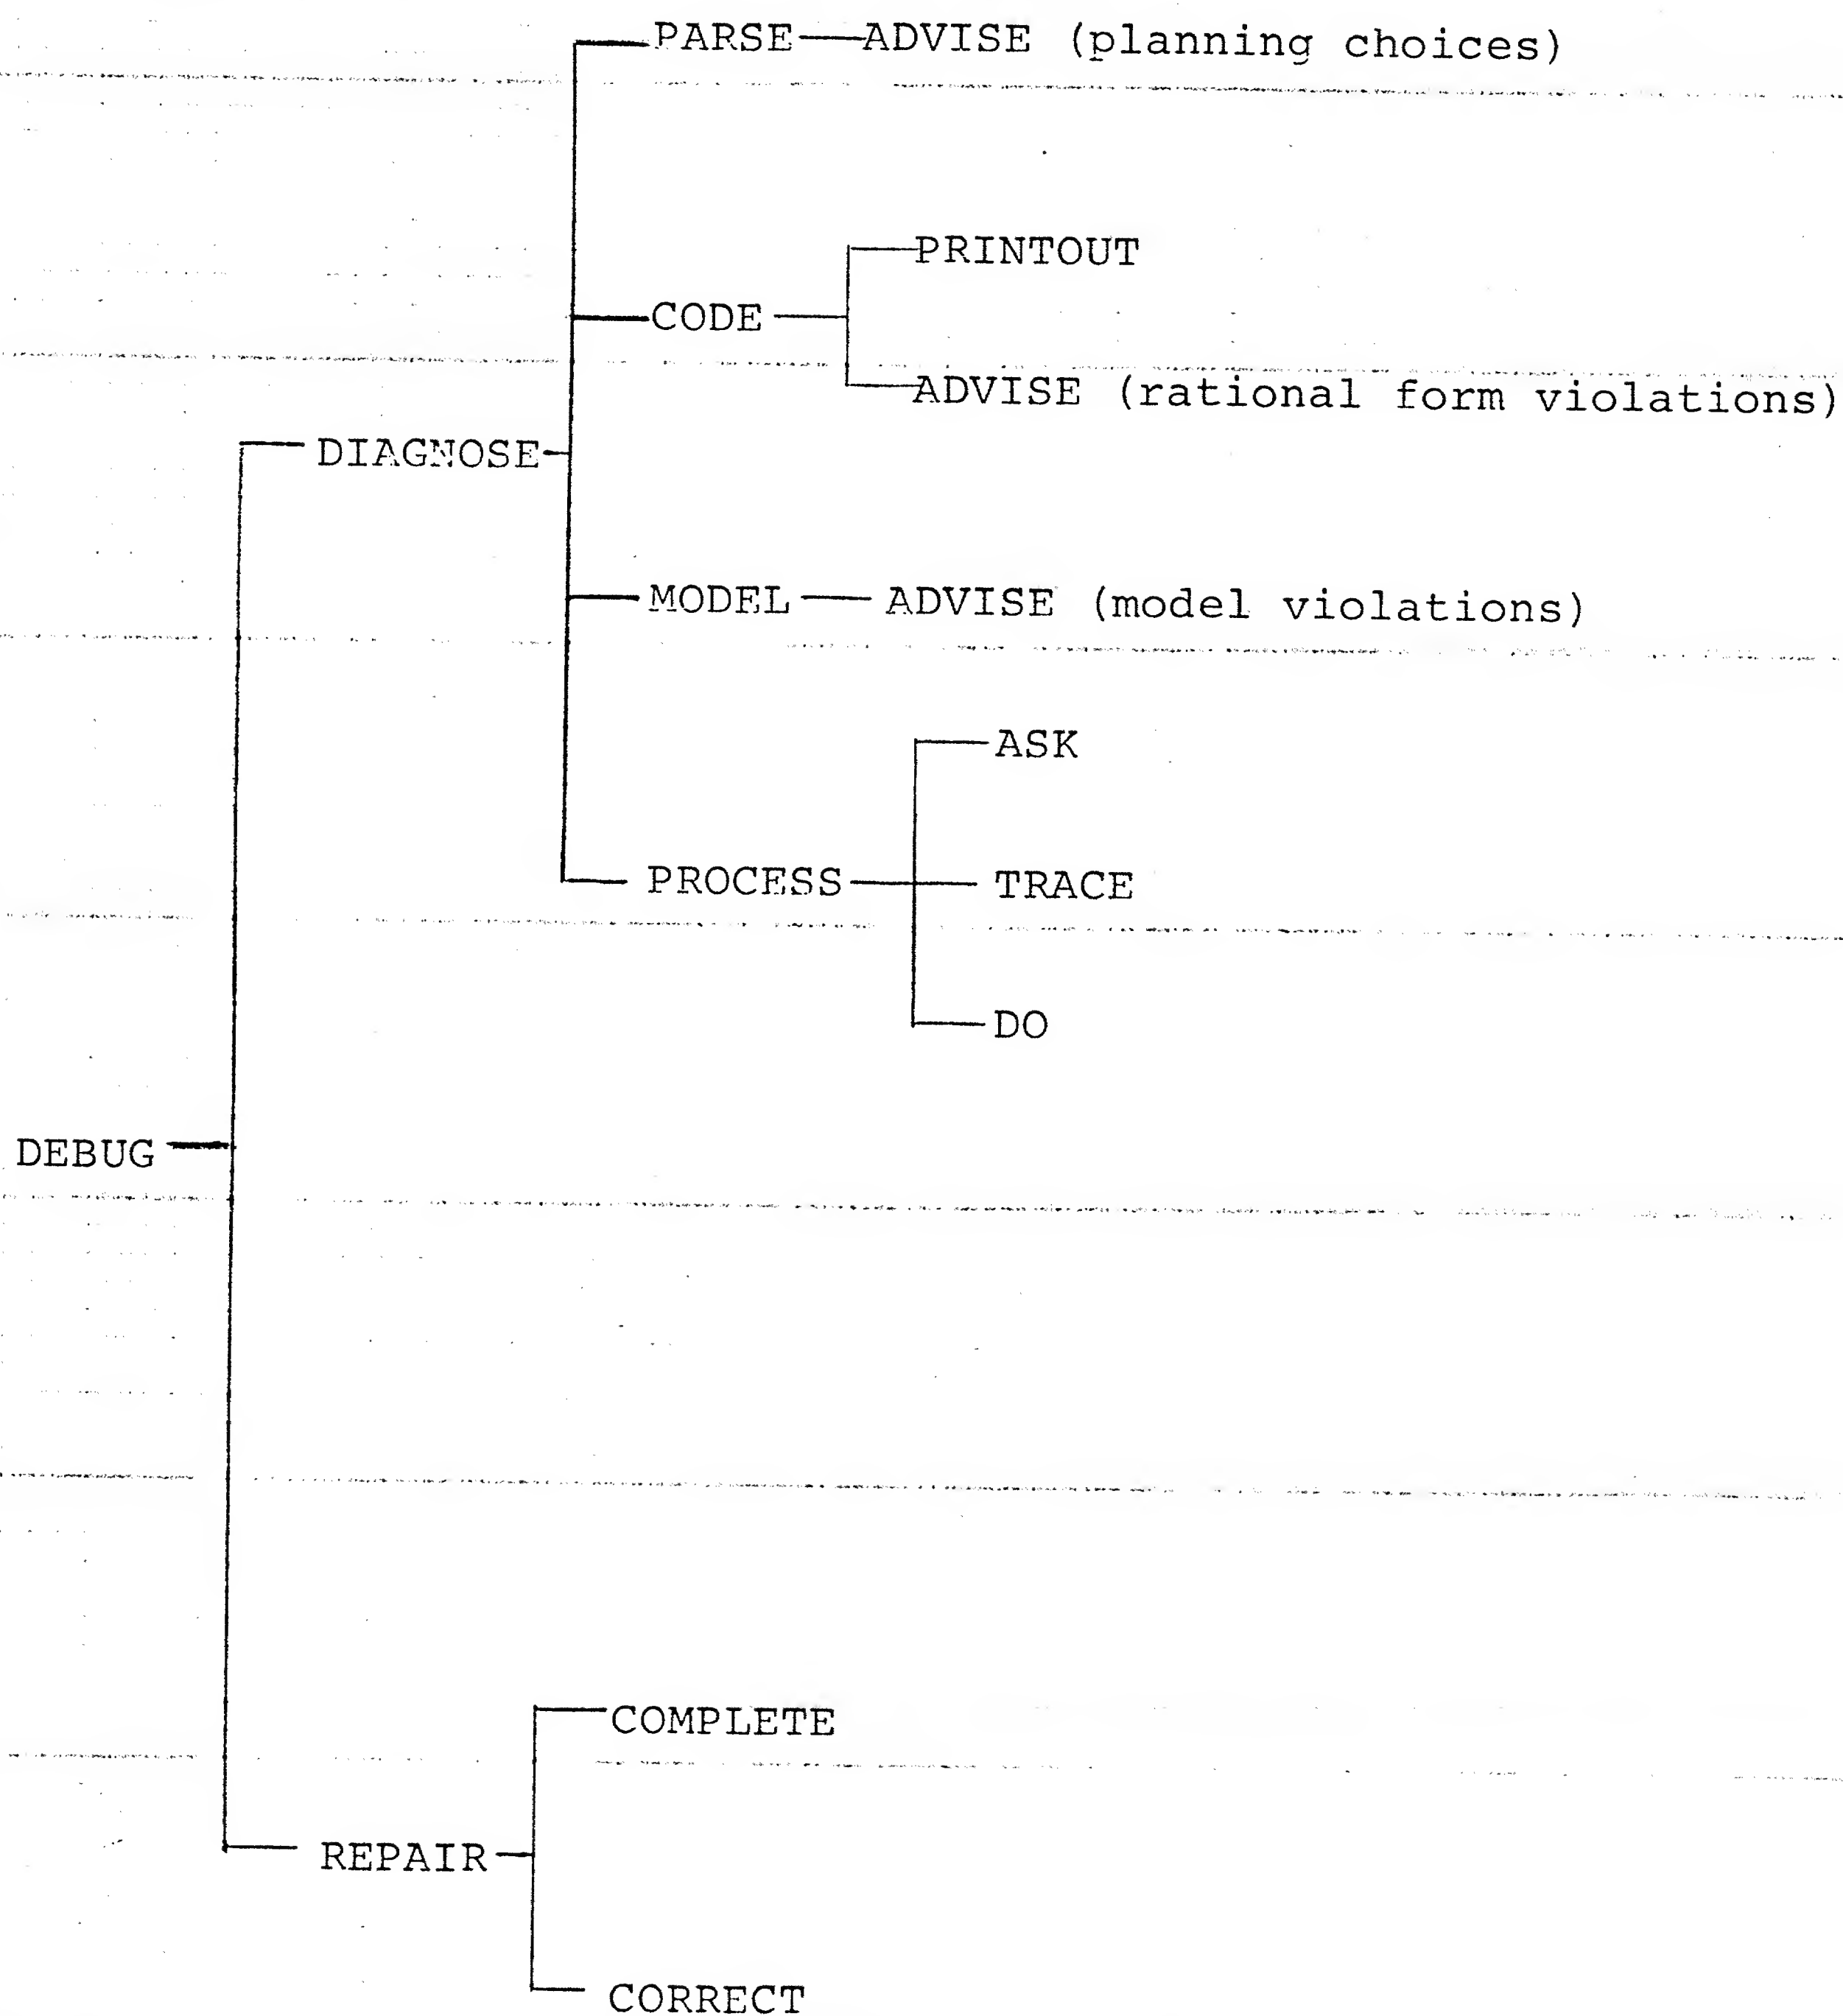 PARSE ADVISE (planning choices)
PRINTOUT
CODE
ADVISE (rational form violations)
DIAGNOSE
MODEL ADVISE (model violations)
ASK
PROCESS TRACE
DO
DEBUG
COMPLETE
REPAIR
CORRECT